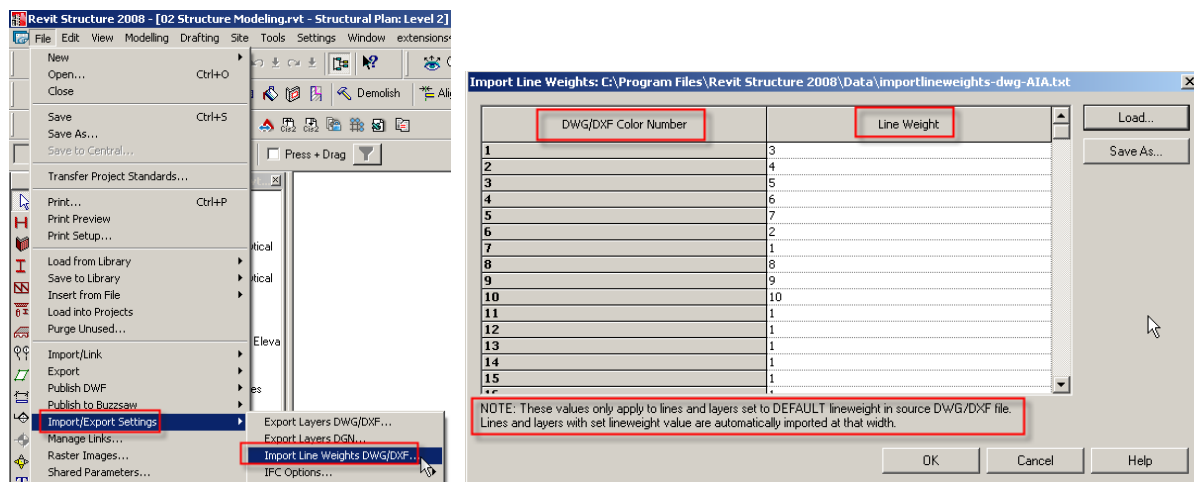 Revit Structure 2008 - [02 Structure Modeling.rvt - Structural Plan: Level 2]
File Edit View Modelling Drafting Site Tools Settings Window extensions
New
Open... Ctrl+O
Close
Demolish
Save Ctrl+S
Save As...
Save to Central...
Press + Drag
Transfer Project Standards...
Print... Ctrl+P
Print Preview
Print Setup...
Load from Library
Save to Library
Insert from File
Load into Projects
Purge Unused...
Import/Link
Export
Publish DWF
Publish to Buzzsaw
Import/Export Settings
Manage Links...
Raster Images...
Shared Parameters...
Export Layers DWG/DXF...
Export Layers DGN...
Import Line Weights DWG/DXF...
IFC Options...
Import Line Weights: C:\Program Files\Revit Structure 2008\Data\importlineweights-dwg-AIA.txt
DWG/DXF Color Number Line Weight
1 3
2 4
3 5
4 6
5 7
6 2
7 1
8 8
9 9
10 10
11 1
12 1
13 1
14 1
15 1
Load...
Save As...
NOTE: These values only apply to lines and layers set to DEFAULT lineweight in source DWG/DXF file.
Lines and layers with set lineweight value are automatically imported at that width.
OK Cancel Help